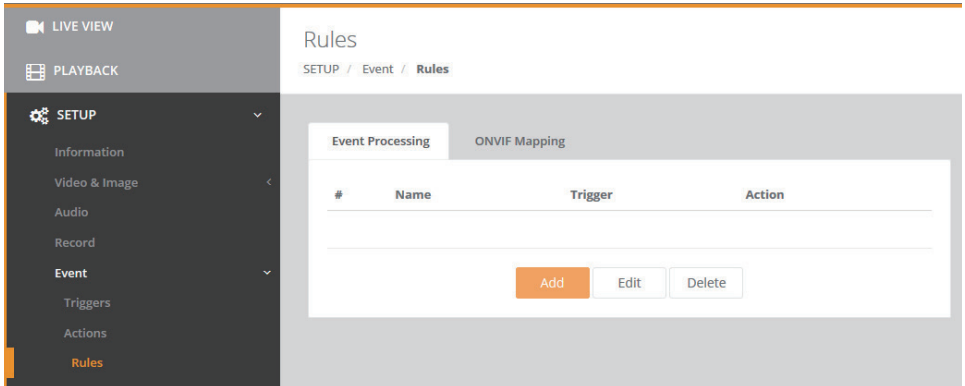 LIVE VIEW
PLAYBACK
SETUP
Information
Video & Image
Audio
Record
Event
Triggers
Actions
Rules
Rules
SETUP / Event / Rules
Event Processing ONVIF Mapping
# Name Trigger Action
Add Edit Delete